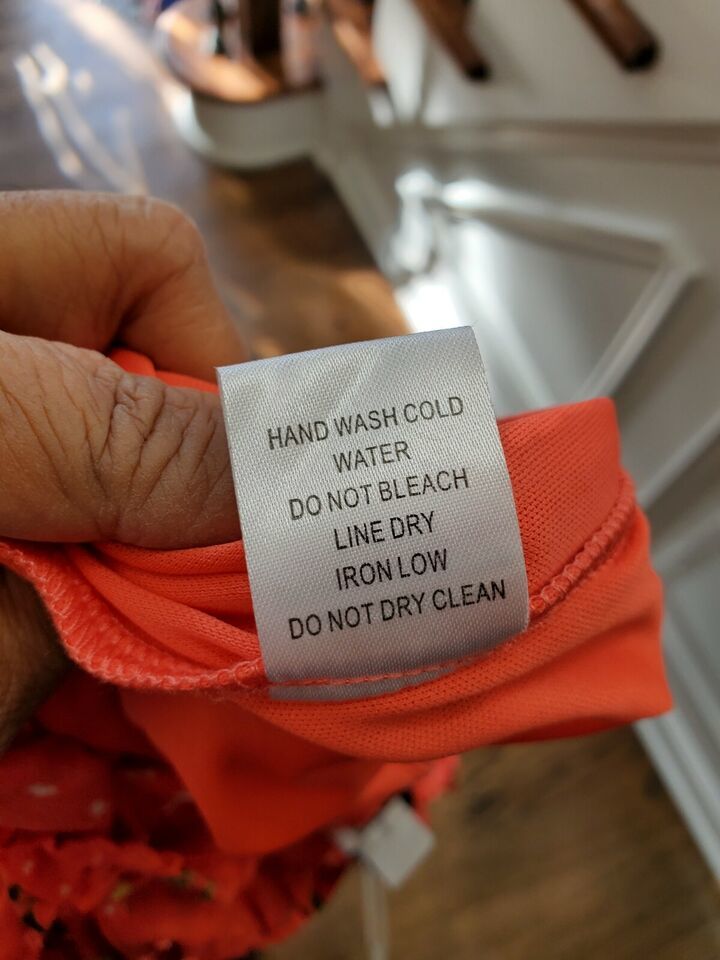 HAND WASH COLD
WATER
DO NOT BLEACH
LINE DRY
IRON LOW
DO NOT DRY CLEAN